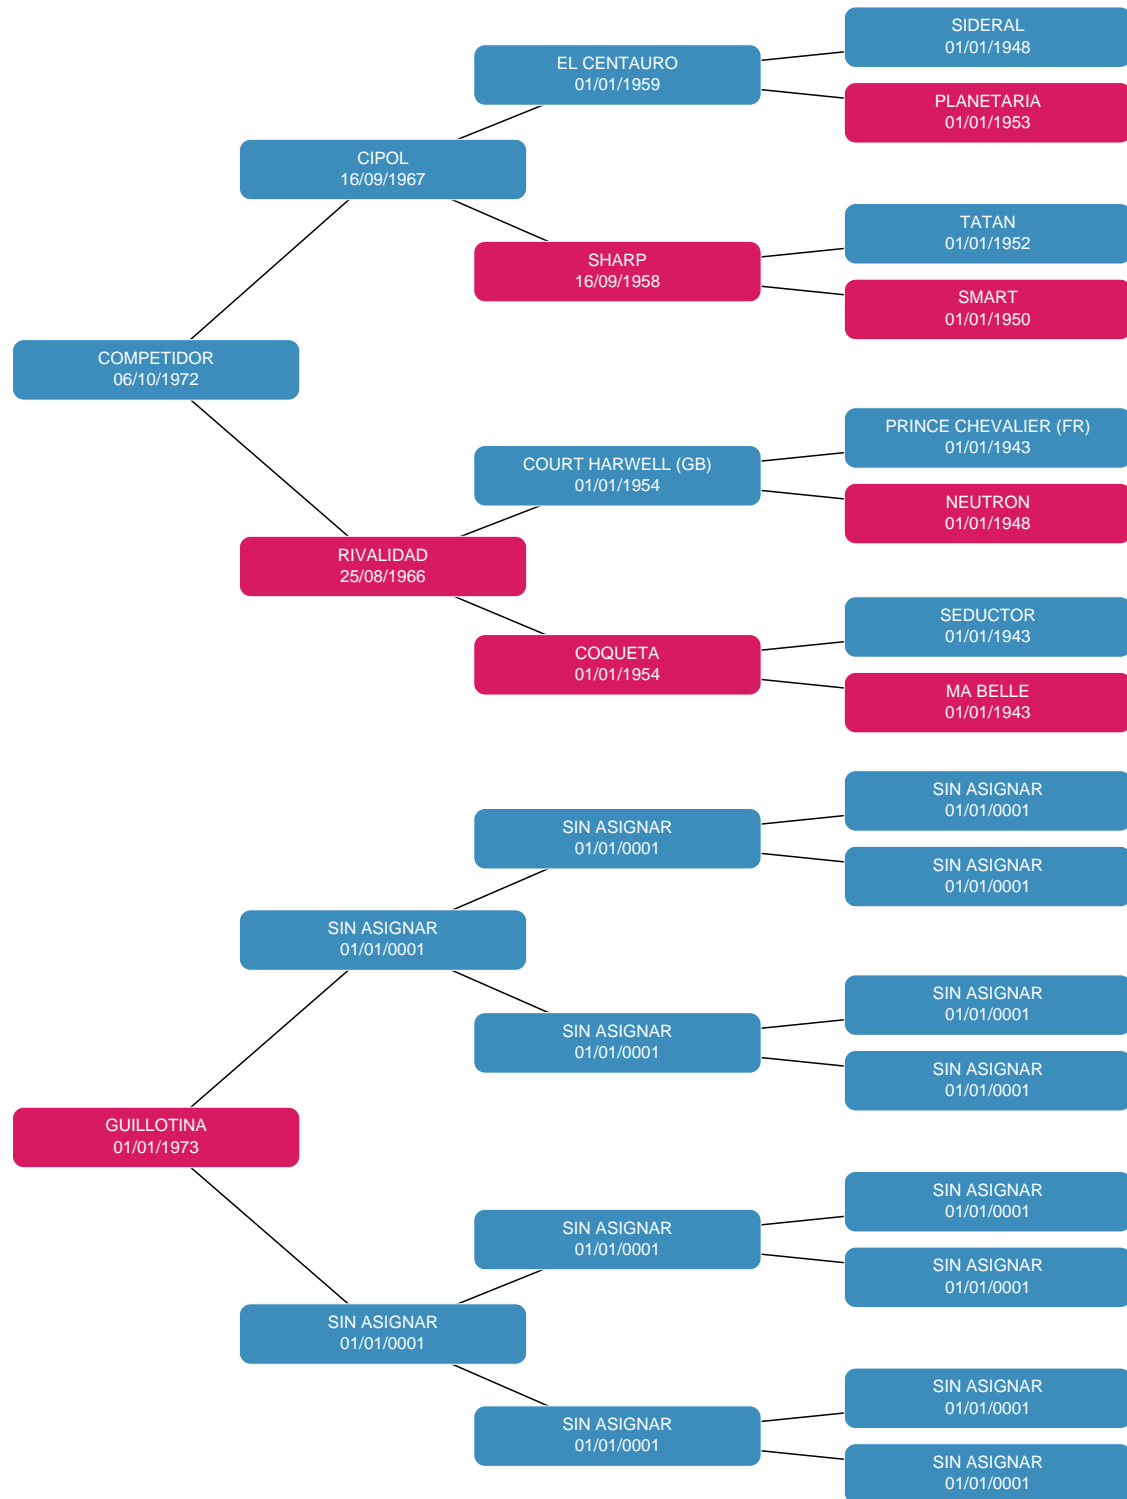 SIDERAL
01/01/1948
EL CENTAURO
01/01/1959
PLANETARIA
01/01/1953
CIPOL
16/09/1967
TATAN
01/01/1952
SHARP
16/09/1958
SMART
01/01/1950
COMPETIDOR
06/10/1972
PRINCE CHEVALIER (FR)
01/01/1943
COURT HARWELL (GB)
01/01/1954
NEUTRON
01/01/1948
RIVALIDAD
25/08/1966
SEDUCTOR
01/01/1943
COQUETA
01/01/1954
MA BELLE
01/01/1943
SIN ASIGNAR
01/01/0001
SIN ASIGNAR
01/01/0001
SIN ASIGNAR
01/01/0001
SIN ASIGNAR
01/01/0001
SIN ASIGNAR
01/01/0001
SIN ASIGNAR
01/01/0001
SIN ASIGNAR
01/01/0001
GUILLOTINA
01/01/1973
SIN ASIGNAR
01/01/0001
SIN ASIGNAR
01/01/0001
SIN ASIGNAR
01/01/0001
SIN ASIGNAR
01/01/0001
SIN ASIGNAR
01/01/0001
SIN ASIGNAR
01/01/0001
SIN ASIGNAR
01/01/0001